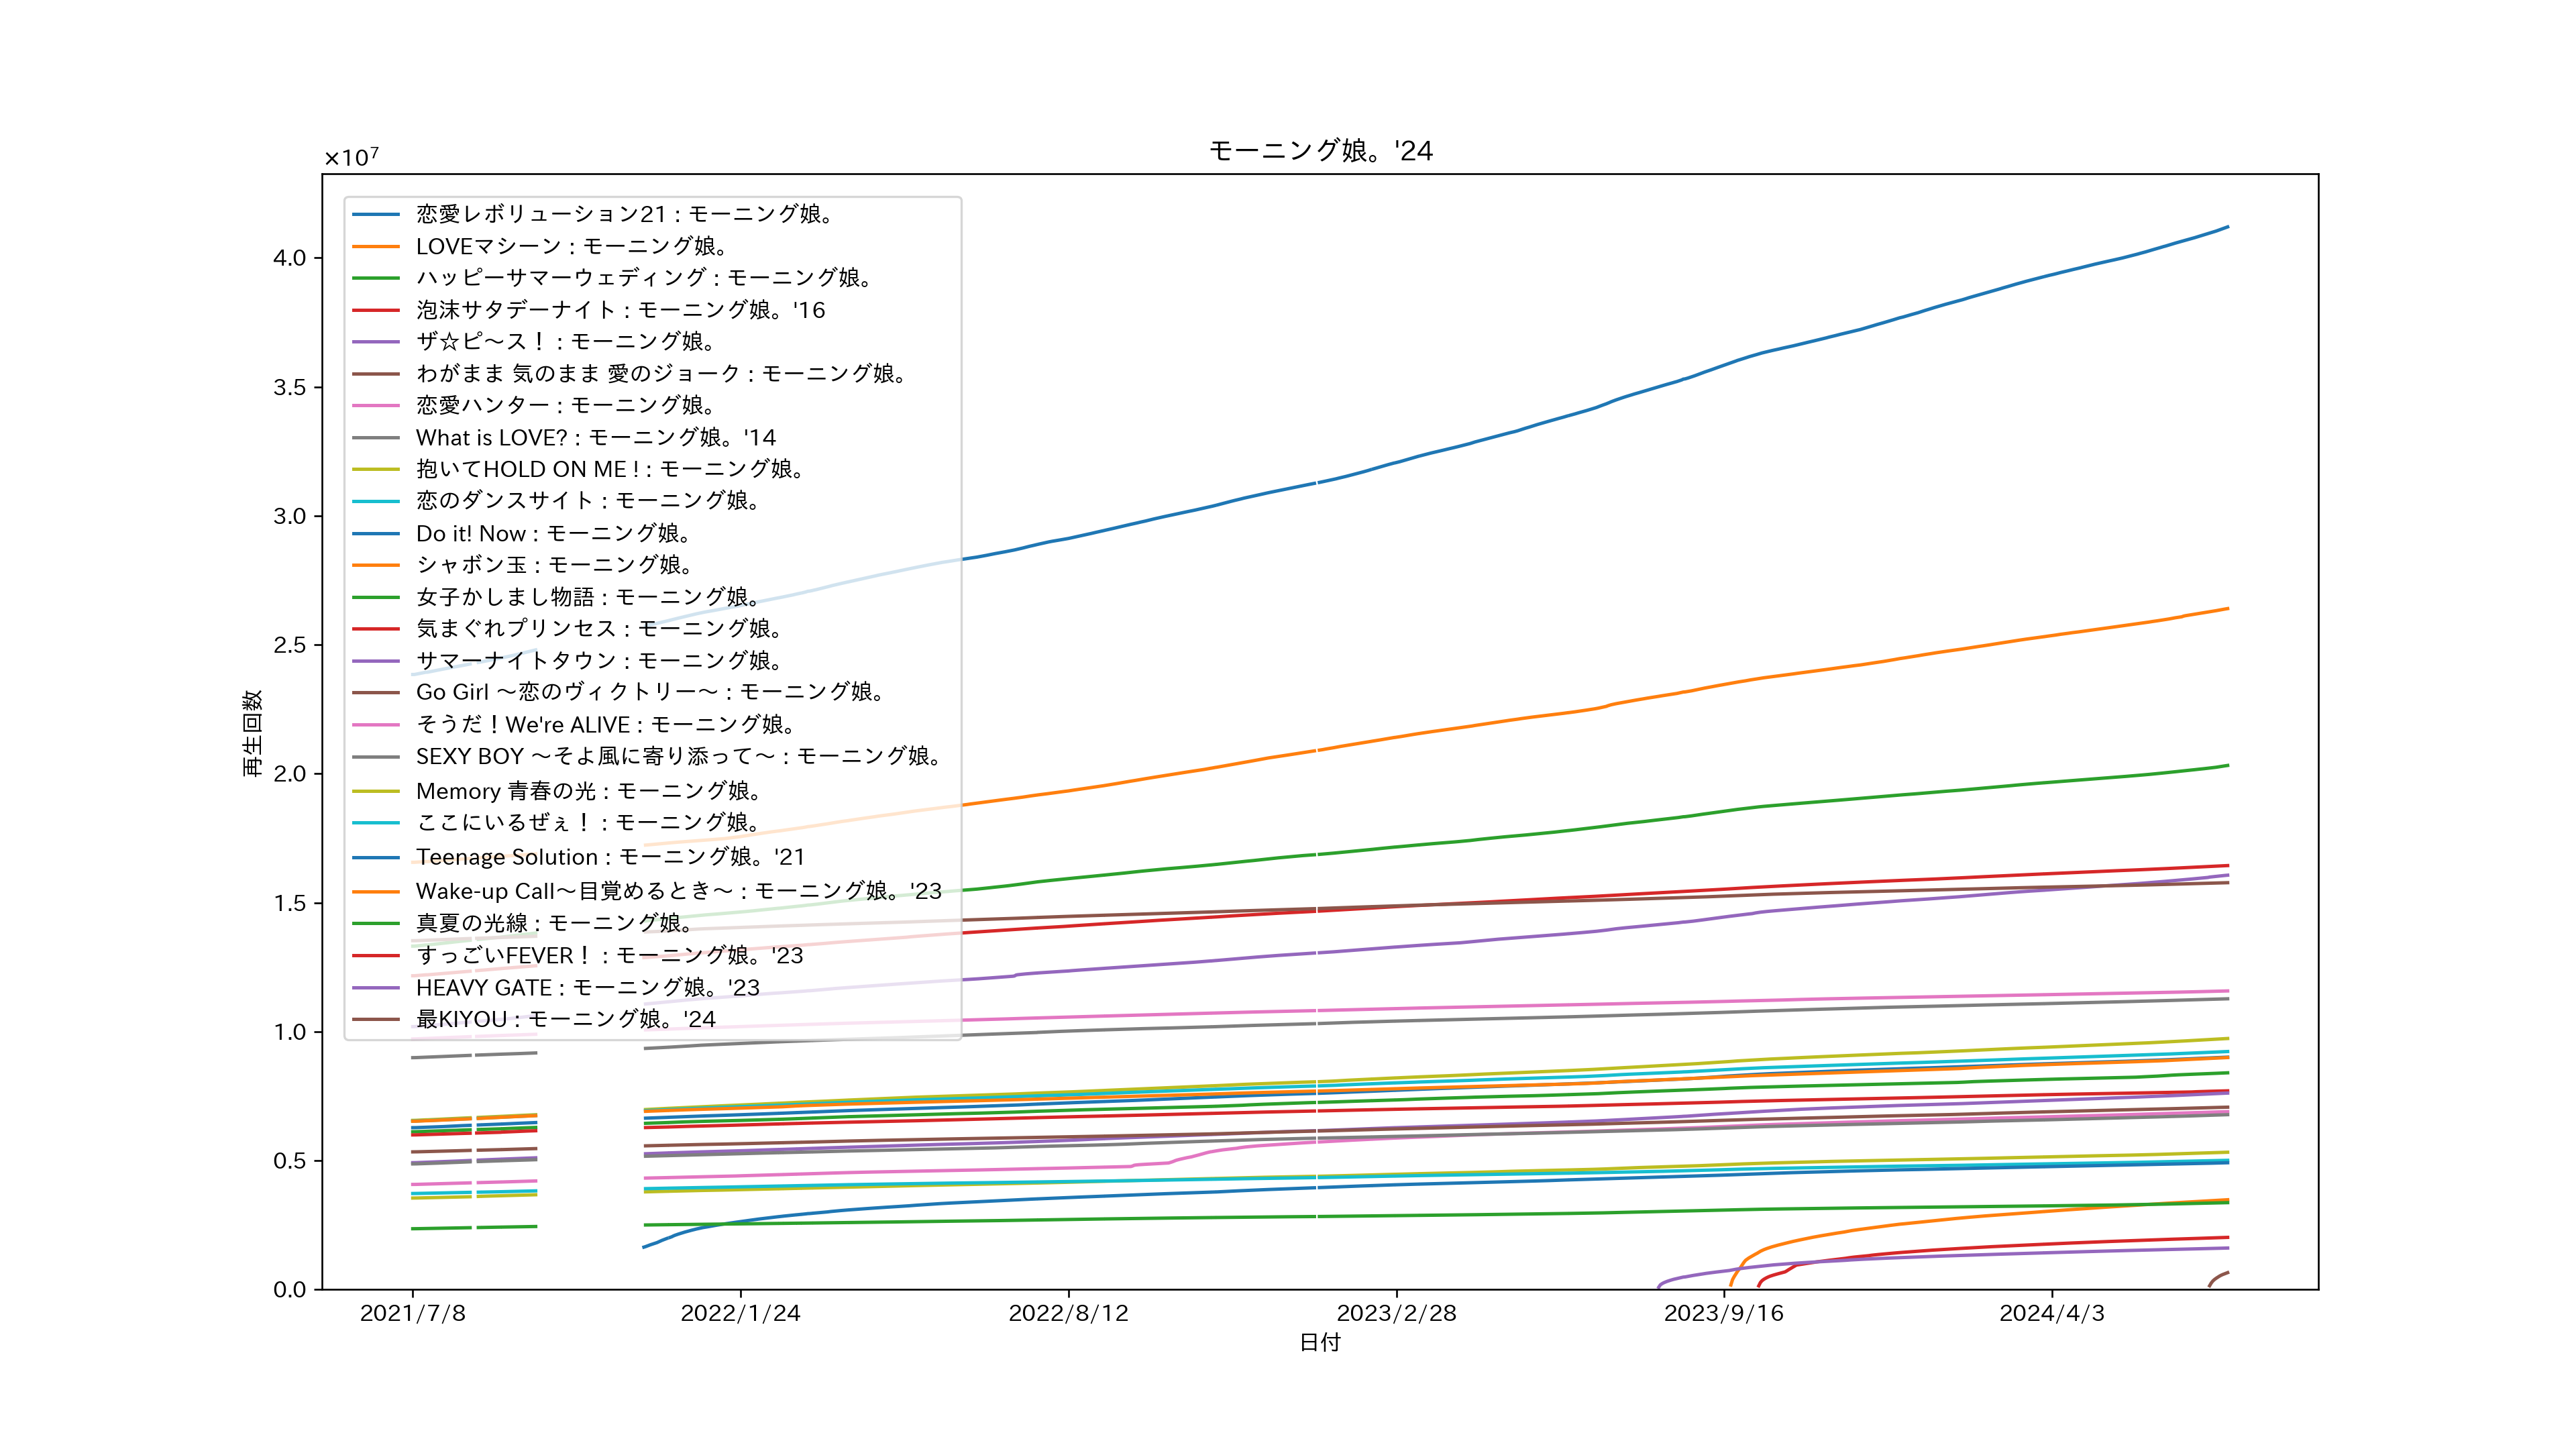 モーニング娘。'24
×10⁷
4.0
3.5
3.0
2.5
2.0
1.5
1.0
0.5
0.0
再生回数
恋愛レボリューション21 : モーニング娘。
LOVEマシーン : モーニング娘。
ハッピーサマーウェディング : モーニング娘。
泡沫サタデーナイト : モーニング娘。'16
ザ☆ピ〜ス！ : モーニング娘。
わがまま 気のまま 愛のジョーク : モーニング娘。
恋愛ハンター : モーニング娘。
What is LOVE? : モーニング娘。'14
抱いてHOLD ON ME ! : モーニング娘。
恋のダンスサイト : モーニング娘。
Do it! Now : モーニング娘。
シャボン玉 : モーニング娘。
女子かしまし物語 : モーニング娘。
気まぐれプリンセス : モーニング娘。
サマーナイトタウン : モーニング娘。
Go Girl 〜恋のヴィクトリー〜 : モーニング娘。
そうだ！We're ALIVE : モーニング娘。
SEXY BOY 〜そよ風に寄り添って〜 : モーニング娘。
Memory 青春の光 : モーニング娘。
ここにいるぜぇ！ : モーニング娘。
Teenage Solution : モーニング娘。'21
Wake-up Call〜目覚めるとき〜 : モーニング娘。'23
真夏の光線 : モーニング娘。
すっごいFEVER！ : モーニング娘。'23
HEAVY GATE : モーニング娘。'23
最KIYOU : モーニング娘。'24
2021/7/8
2022/1/24
2022/8/12
2023/2/28
2023/9/16
2024/4/3
日付